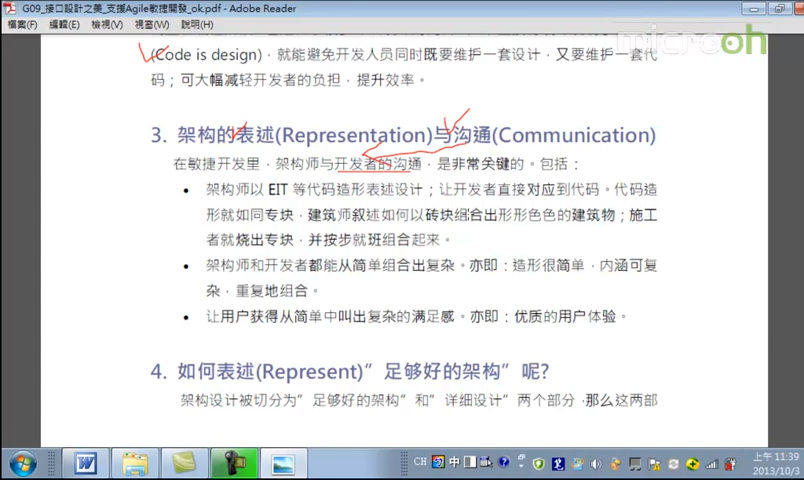 G09_接口設計之美_支援Agile敏捷開發_ok.pdf - Adobe Reader
檔案(F) 編輯(E) 檢視(V) 視窗(W) 說明(H)
microoh
(Code is design)，就能避免开发人员同时既要维护一套设计，又要维护一套代
码；可大幅减轻开发者的负担，提升效率。
3. 架构的表述(Representation)与沟通(Communication)
在敏捷开发里，架构师与开发者的沟通，是非常关键的。包括：
• 架构师以 EIT 等代码造形表述设计；让开发者直接对应到代码。代码造
形就如同专块，建筑师叙述如何以砖块组合出形形色色的建筑物；施工
者就烧出专块，并按步就班组合起来。
• 架构师和开发者都能从简单组合出复杂。亦即：造形很简单，内涵可复
杂，重复地组合。
• 让用户获得从简单中叫出复杂的满足感。亦即：优质的用户体验。
4. 如何表述(Represent)”足够好的架构”呢?
架构设计被切分为”足够好的架构”和”详细设计”两个部分，那么这两部
CH 中
上午 11:39
2013/10/3